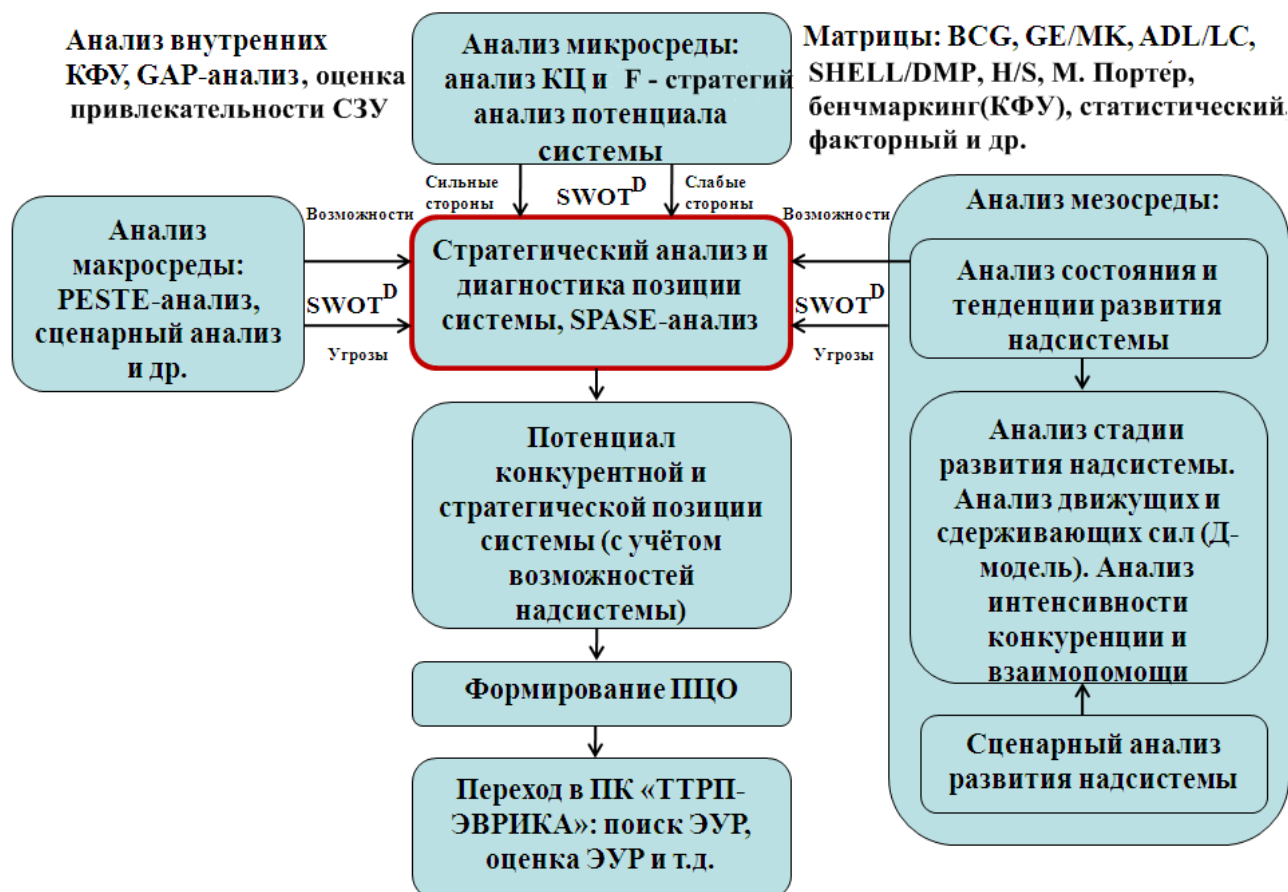 Анализ внутренних
КФУ, GAP-анализ, оценка
привлекательности СЗУ
Анализ микросреды:
анализ КЦ и F - стратегий
анализ потенциала
системы
Матрицы: BCG, GE/MK, ADL/LC,
SHELL/DMP, H/S, М. Портер,
бенчмаркинг(КФУ), статистический,
факторный и др.
Сильные
стороны
SWOT D
Слабые
стороны
Анализ
макросреды:
PESTE-анализ,
сценарный анализ
и др.
Возможности
SWOT D
Угрозы
Стратегический анализ и
диагностика позиции
системы, SPASE-анализ
Возможности
SWOT D
Угрозы
Анализ мезосреды:
Анализ состояния и
тенденции развития
надсистемы
Анализ стадии
развития надсистемы.
Анализ движущих и
сдерживающих сил (Д-
модель). Анализ
интенсивности
конкуренции и
взаимопомощи
Сценарный анализ
развития надсистемы
Потенциал
конкурентной и
стратегической позиции
системы (с учётом
возможностей
надсистемы)
Формирование ПЦО
Переход в ПК «ТТРП-
ЭВРИКА»: поиск ЭУР,
оценка ЭУР и т.д.